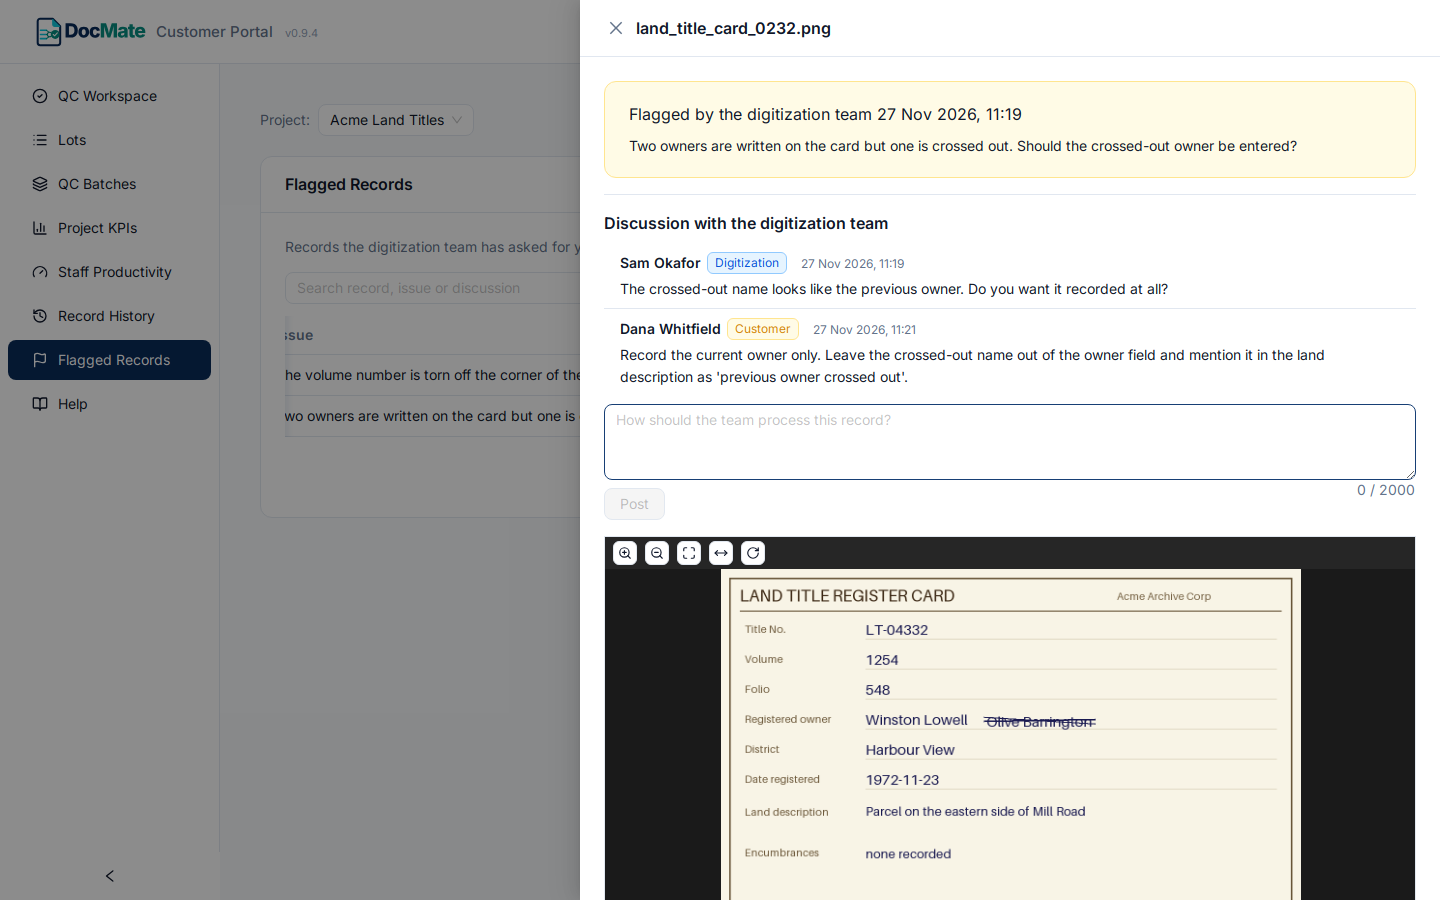 DocMate Customer Portal v0.9.4
QC Workspace
Lots
QC Batches
Project KPIs
Staff Productivity
Record History
Flagged Records
Help
Project: Acme Land Titles
Flagged Records
Records the digitization team has asked for y
Search record, issue or discussion
ssue
he volume number is torn off the corner of the
wo owners are written on the card but one is
land_title_card_0232.png
Flagged by the digitization team 27 Nov 2026, 11:19
Two owners are written on the card but one is crossed out. Should the crossed-out owner be entered?
Discussion with the digitization team
Sam Okafor Digitization 27 Nov 2026, 11:19
The crossed-out name looks like the previous owner. Do you want it recorded at all?
Dana Whitfield Customer 27 Nov 2026, 11:21
Record the current owner only. Leave the crossed-out name out of the owner field and mention it in the land
description as 'previous owner crossed out'.
How should the team process this record?
0 / 2000
Post
LAND TITLE REGISTER CARD Acme Archive Corp
Title No. LT-04332
Volume 1254
Folio 548
Registered owner Winston Lowell Olive Barrington
District Harbour View
Date registered 1972-11-23
Land description Parcel on the eastern side of Mill Road
Encumbrances none recorded